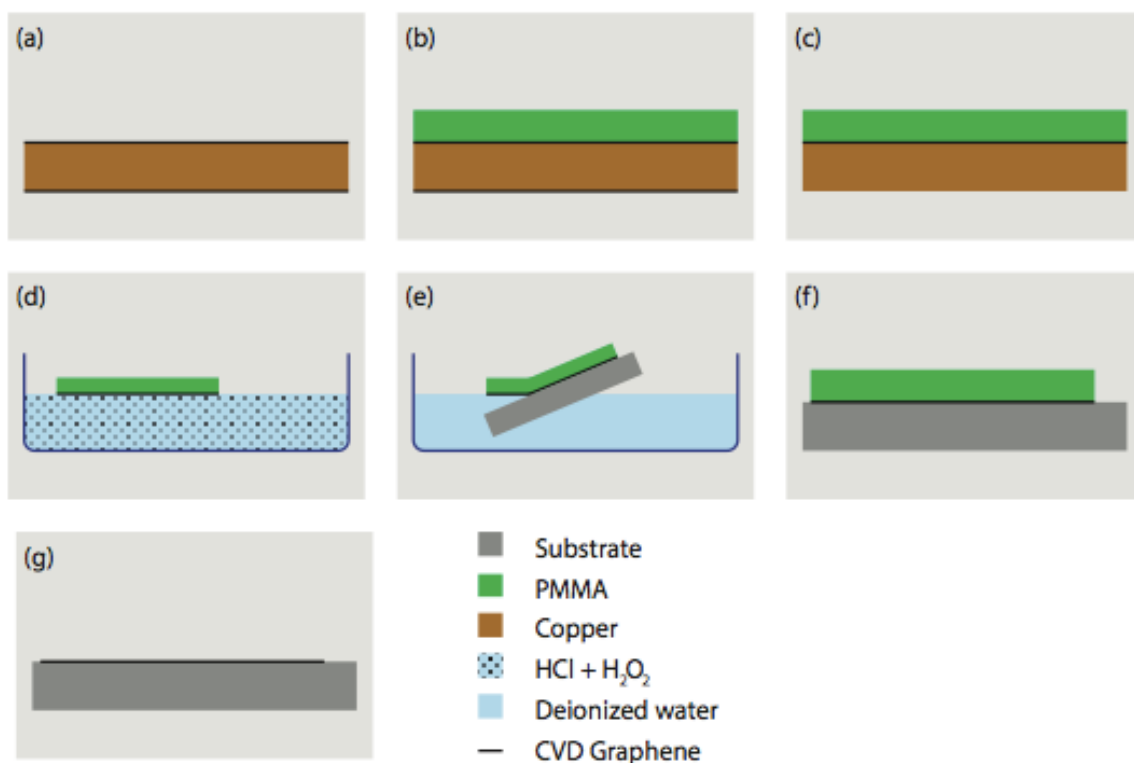 (a)
(b)
(c)
(d)
(e)
(f)
(g)
Substrate
PMMA
Copper
HCl + H₂O₂
Deionized water
CVD Graphene